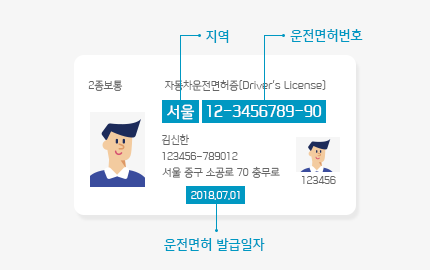 지역
운전면허번호
2종보통
자동차운전면허증(Driver's License)
서울 12-3456789-90
김신한
123456-789012
서울 중구 소공로 70 충무로
123456
2018.07.01
운전면허 발급일자